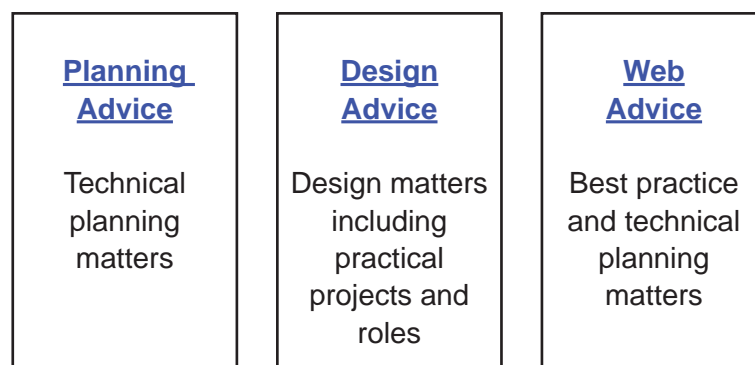 Planning
Advice
Technical
planning
matters
Design
Advice
Design matters
including
practical
projects and
roles
Web
Advice
Best practice
and technical
planning
matters